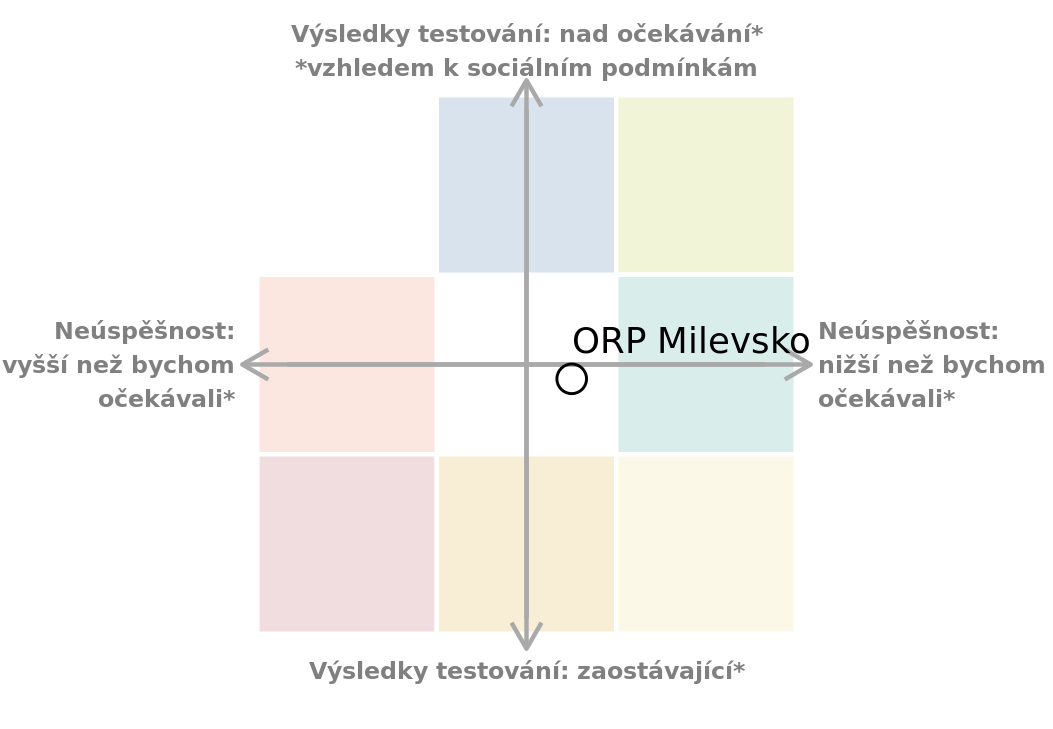 Výsledky testování: nad očekávání*
*vzhledem k sociálním podmínkám
ORP Milevsko
Neúspěšnost:
vyšší než bychom
očekávali*
Neúspěšnost:
nižší než bychom
očekávali*
Výsledky testování: zaostávající*